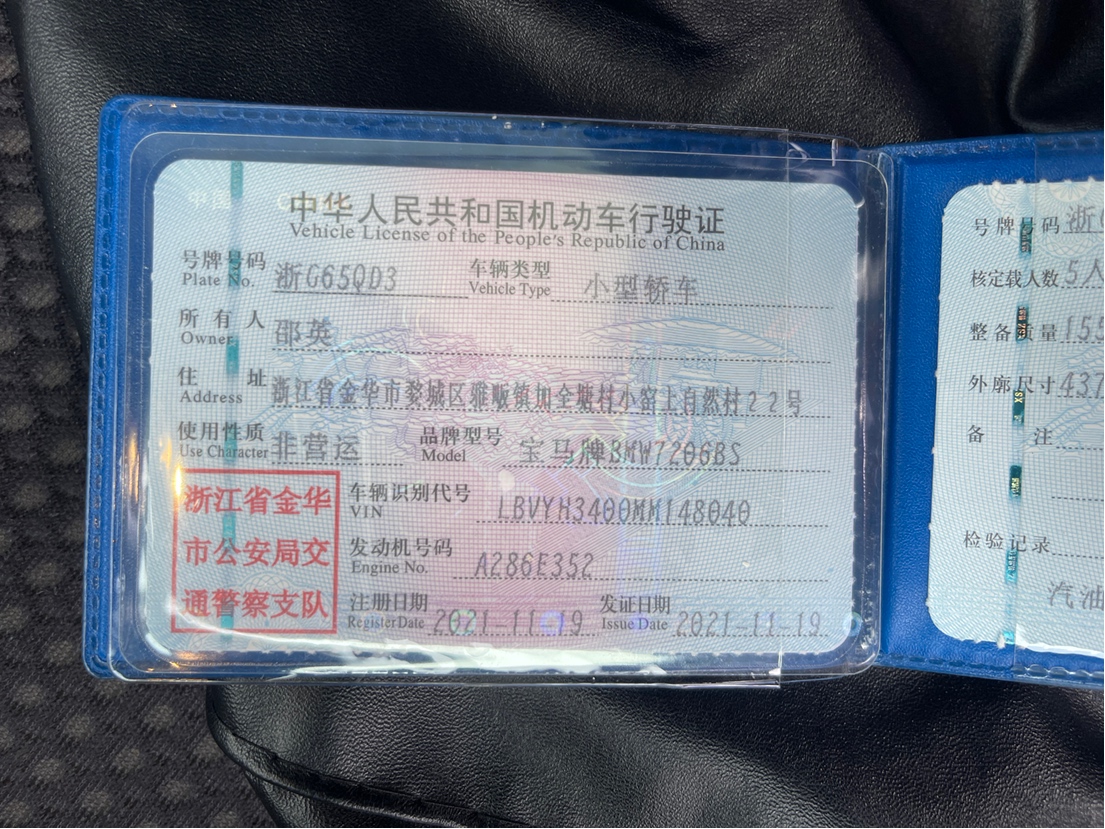 中华人民共和国机动车行驶证
Vehicle License of the People's Republic of China
号牌号码 浙G65QD3 车辆类型 小型轿车
Plate No. Vehicle Type
所有人 邵英
Owner
住址 浙江省金华市婺城区雅畈镇加全塘村小窑上自然村22号
Address
使用性质 非营运 品牌型号 宝马牌BMW7206BS
Use Character Model
浙江省金华
市公安局交
通警察支队
车辆识别代号 LBVYH3400MM148040
VIN
发动机号码 A286E352
Engine No.
注册日期 2021-11-19 发证日期 2021-11-19
Register Date Issue Date
号牌号码 浙
核定载人数 5人
整备质量 155
外廓尺寸 437
备注
检验记录
汽油